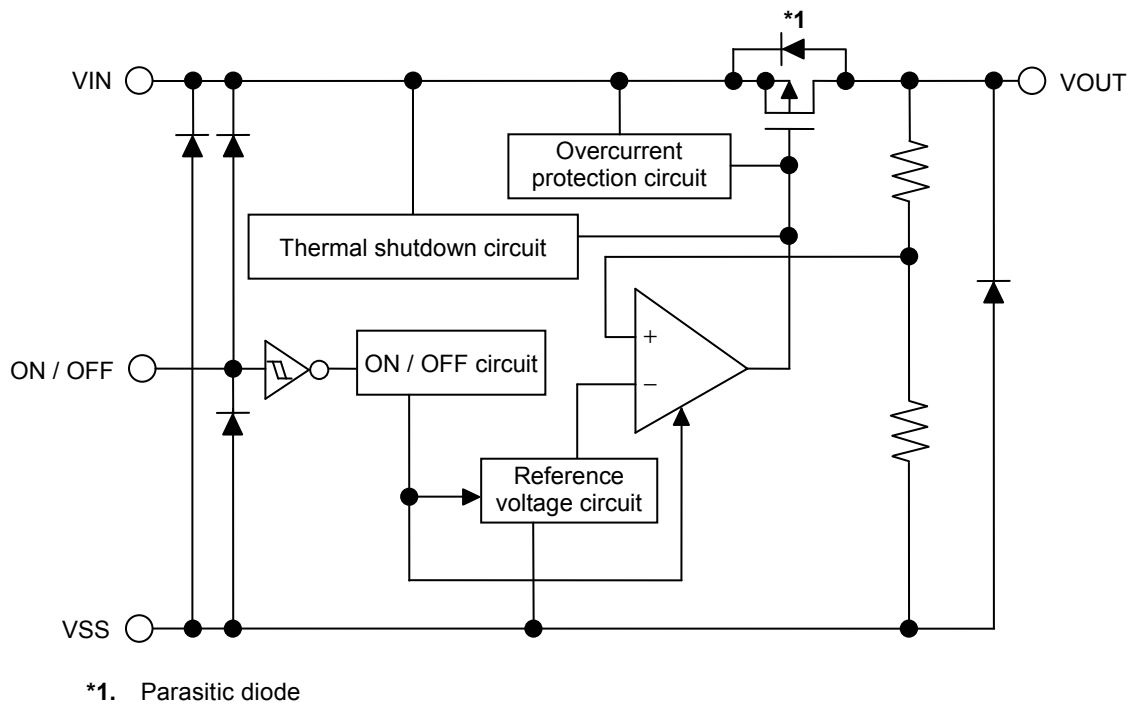 *1
VIN
VOUT
Overcurrent
protection circuit
Thermal shutdown circuit
+
ON / OFF
ON / OFF circuit
−
Reference
voltage circuit
VSS
*1. Parasitic diode